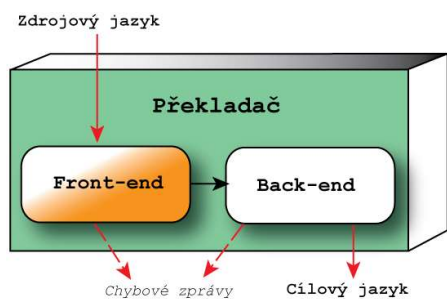 Zdrojový jazyk
Překladač
Front-end
Back-end
Chybové zprávy
Cílový jazyk